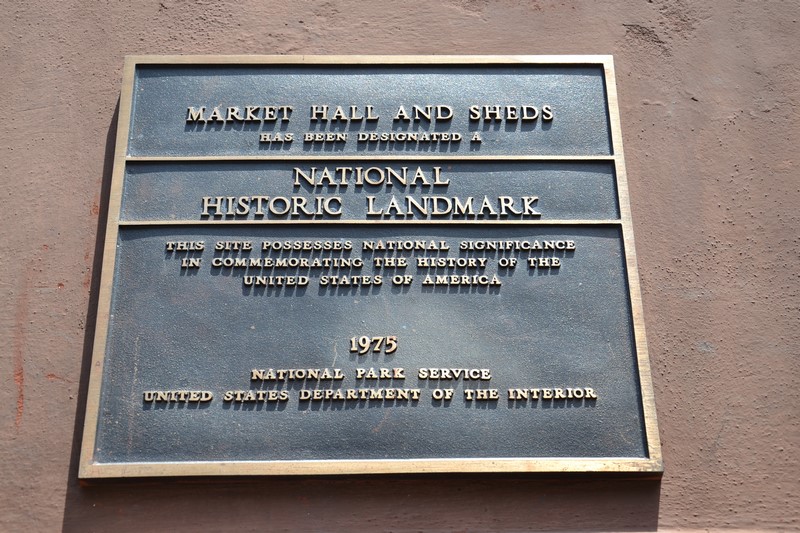 MARKET HALL AND SHEDS
HAS BEEN DESIGNATED A
NATIONAL
HISTORIC LANDMARK
THIS SITE POSSESSES NATIONAL SIGNIFICANCE
IN COMMEMORATING THE HISTORY OF THE
UNITED STATES OF AMERICA
1975
NATIONAL PARK SERVICE
UNITED STATES DEPARTMENT OF THE INTERIOR